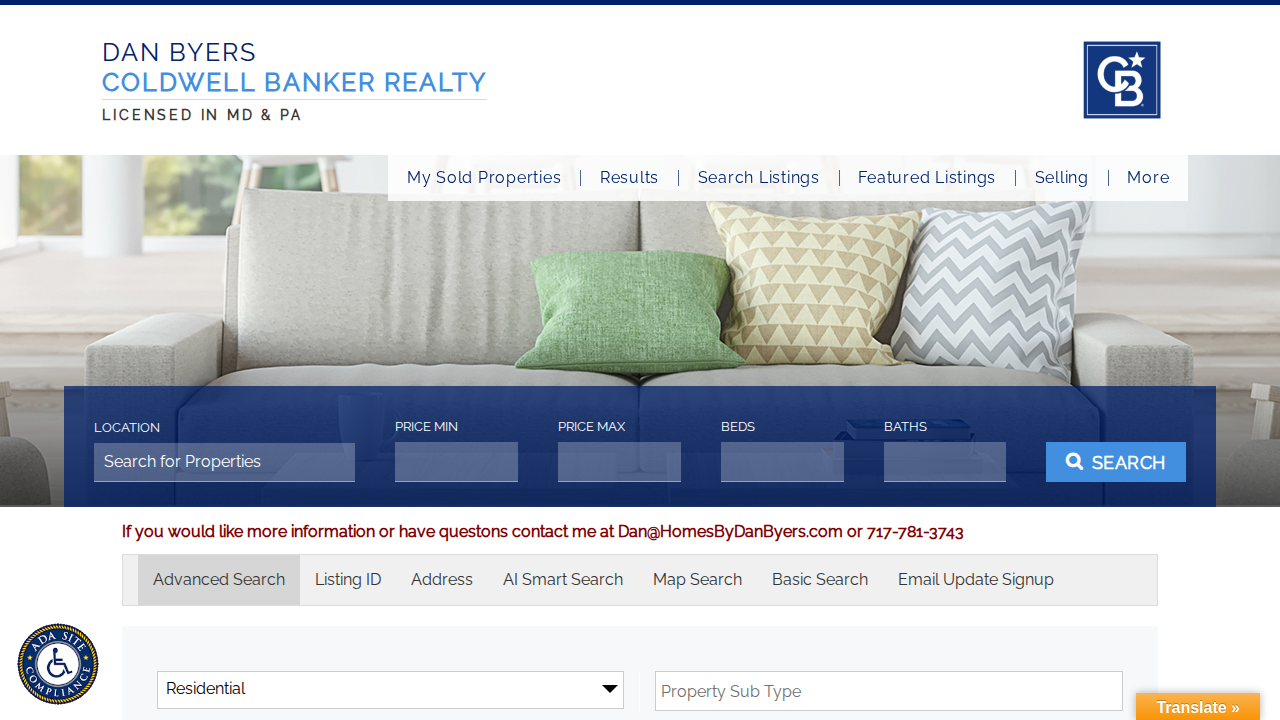 DAN BYERS
COLDWELL BANKER REALTY
LICENSED IN MD & PA
CB
My Sold Properties
Results
Search Listings
Featured Listings
Selling
More
LOCATION
PRICE MIN
PRICE MAX
BEDS
BATHS
Search for Properties
SEARCH
If you would like more information or have questons contact me at Dan@HomesByDanByers.com or 717-781-3743
Advanced Search
Listing ID
Address
AI Smart Search
Map Search
Basic Search
Email Update Signup
ADA SITE COMPLIANCE
Residential
Property Sub Type
Translate »